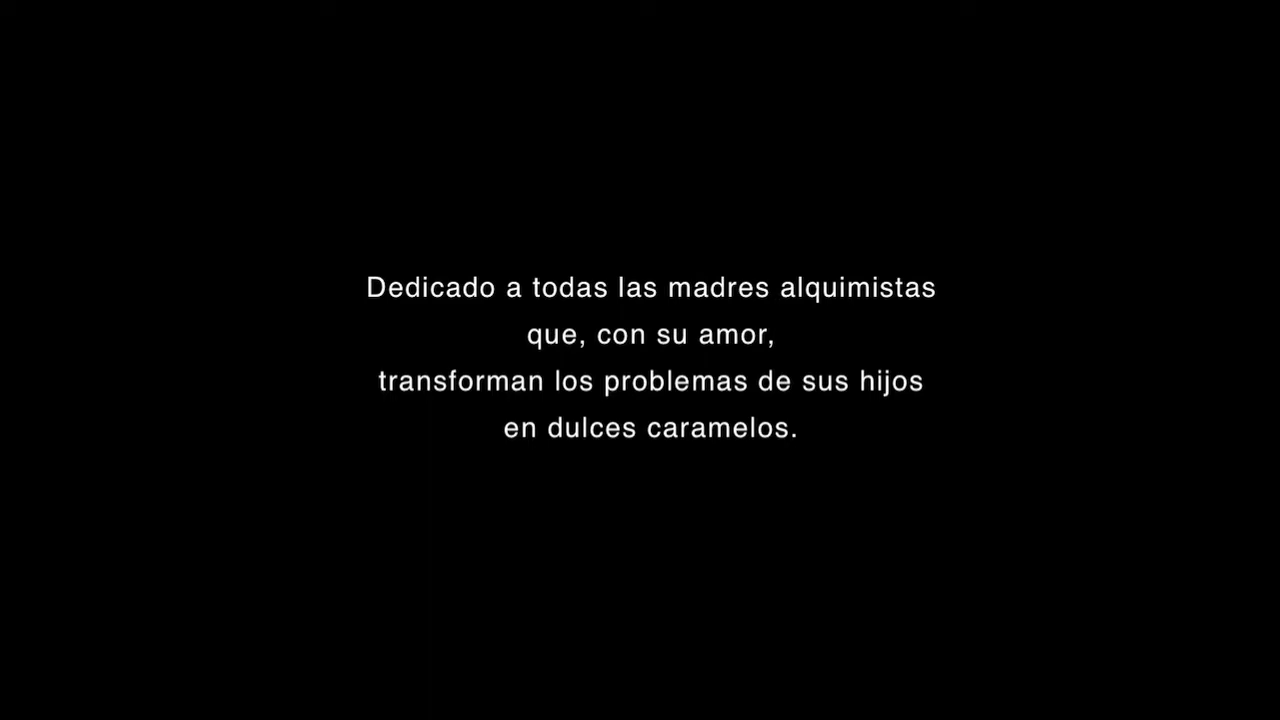 Dedicado a todas las madres alquimistas
que, con su amor,
transforman los problemas de sus hijos
en dulces caramelos.